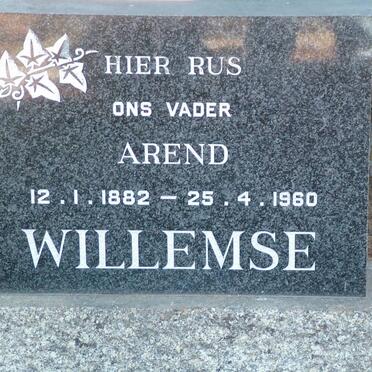 HIER RUS
ONS VADER
AREND
12.1.1882 – 25.4.1960
WILLEMSE